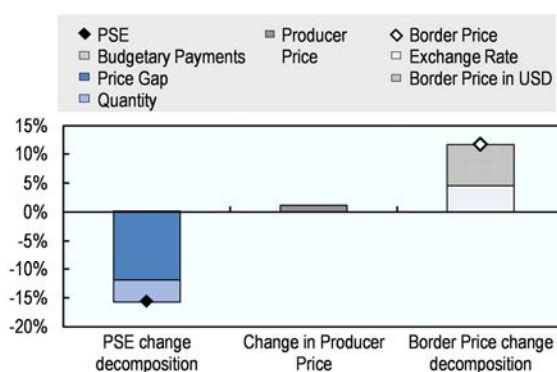 PSE
Budgetary Payments
Price Gap
Quantity
Producer
Price
Border Price
Exchange Rate
Border Price in USD
15%
10%
5%
0%
-5%
-10%
-15%
-20%
PSE change
decomposition
Change in Producer
Price
Border Price change
decomposition